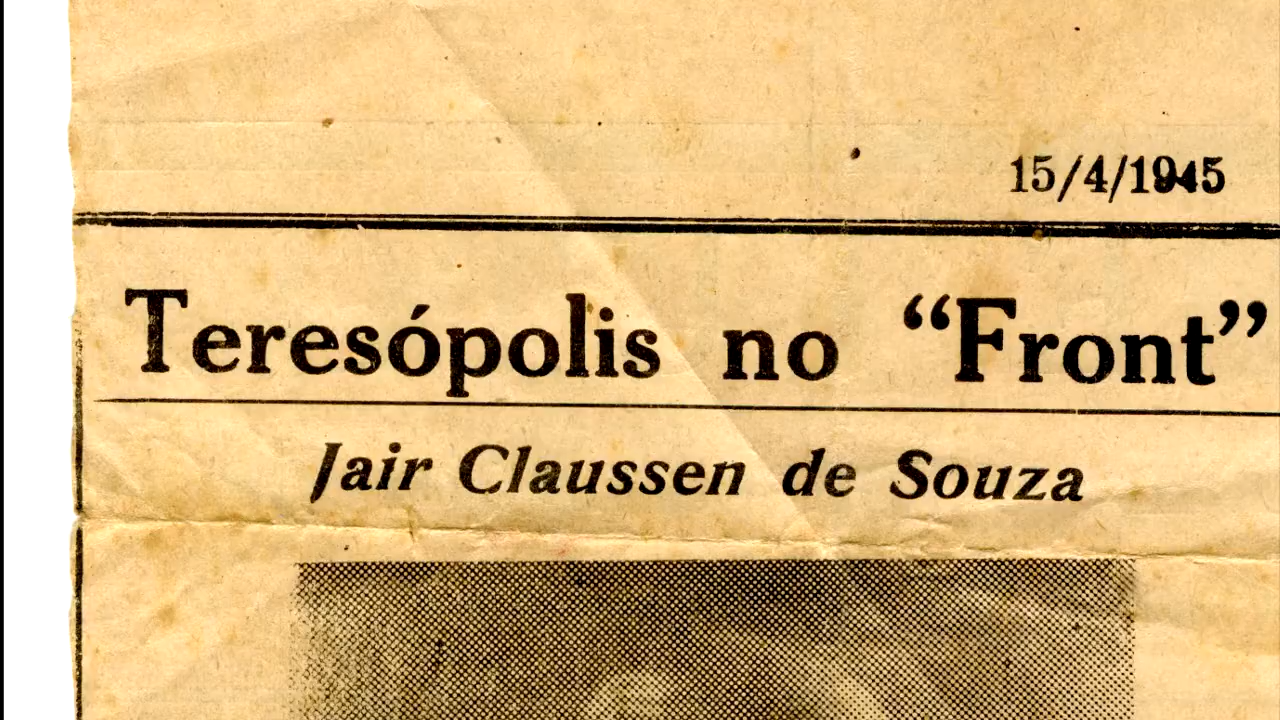 15/4/1945
Teresópolis no “Front”
Jair Claussen de Souza